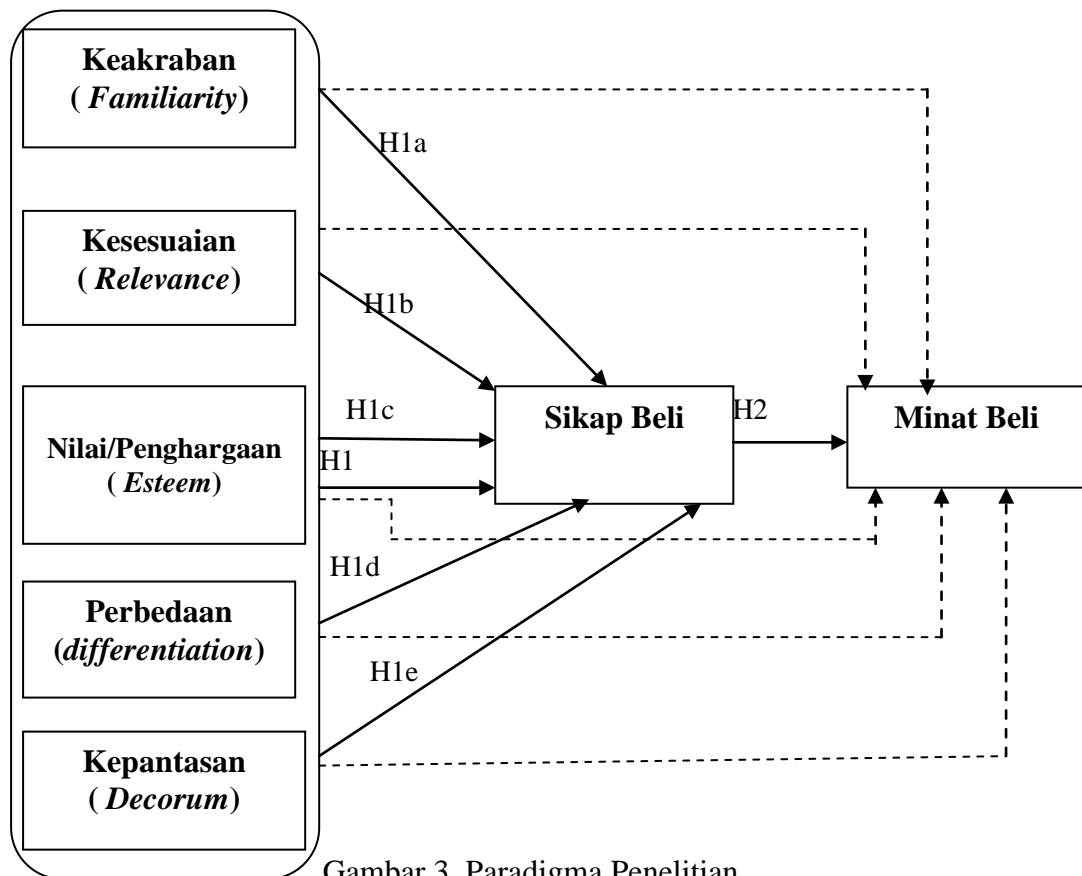 Keakraban
( Familiarity)
H1a
Kesesuaian
( Relevance)
H1b
Nilai/Penghargaan
( Esteem)
H1c
H1
Sikap Beli
H2
Minat Beli
H1d
Perbedaan
(differentiation)
H1e
Kepantasan
( Decorum)
Gambar 3. Paradigma Penelitian